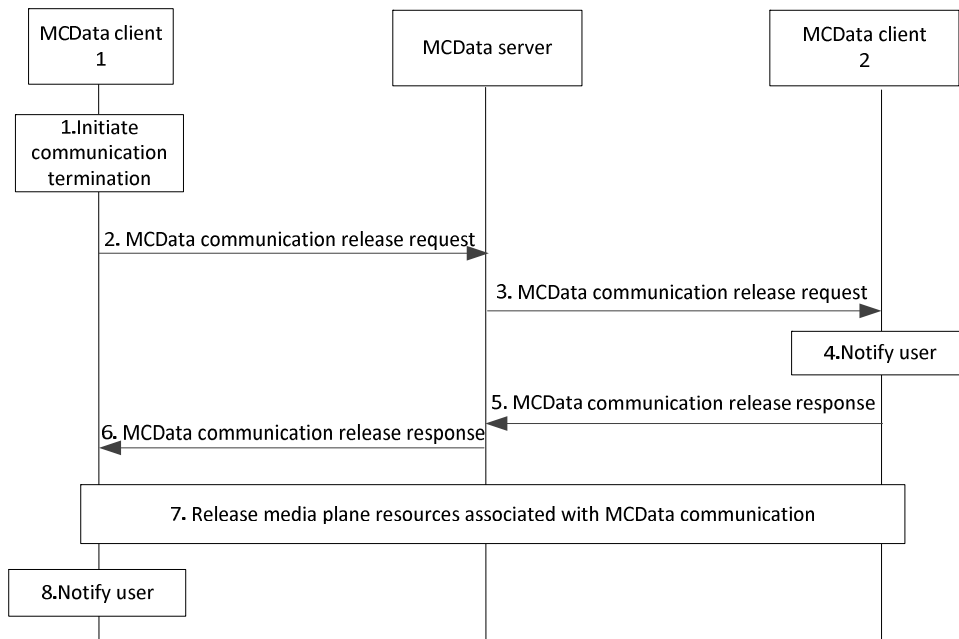 MCData client
1
MCData server
MCData client
2
1.Initiate
communication
termination
2. MCData communication release request
3. MCData communication release request
4.Notify user
5. MCData communication release response
6. MCData communication release response
7. Release media plane resources associated with MCData communication
8.Notify user